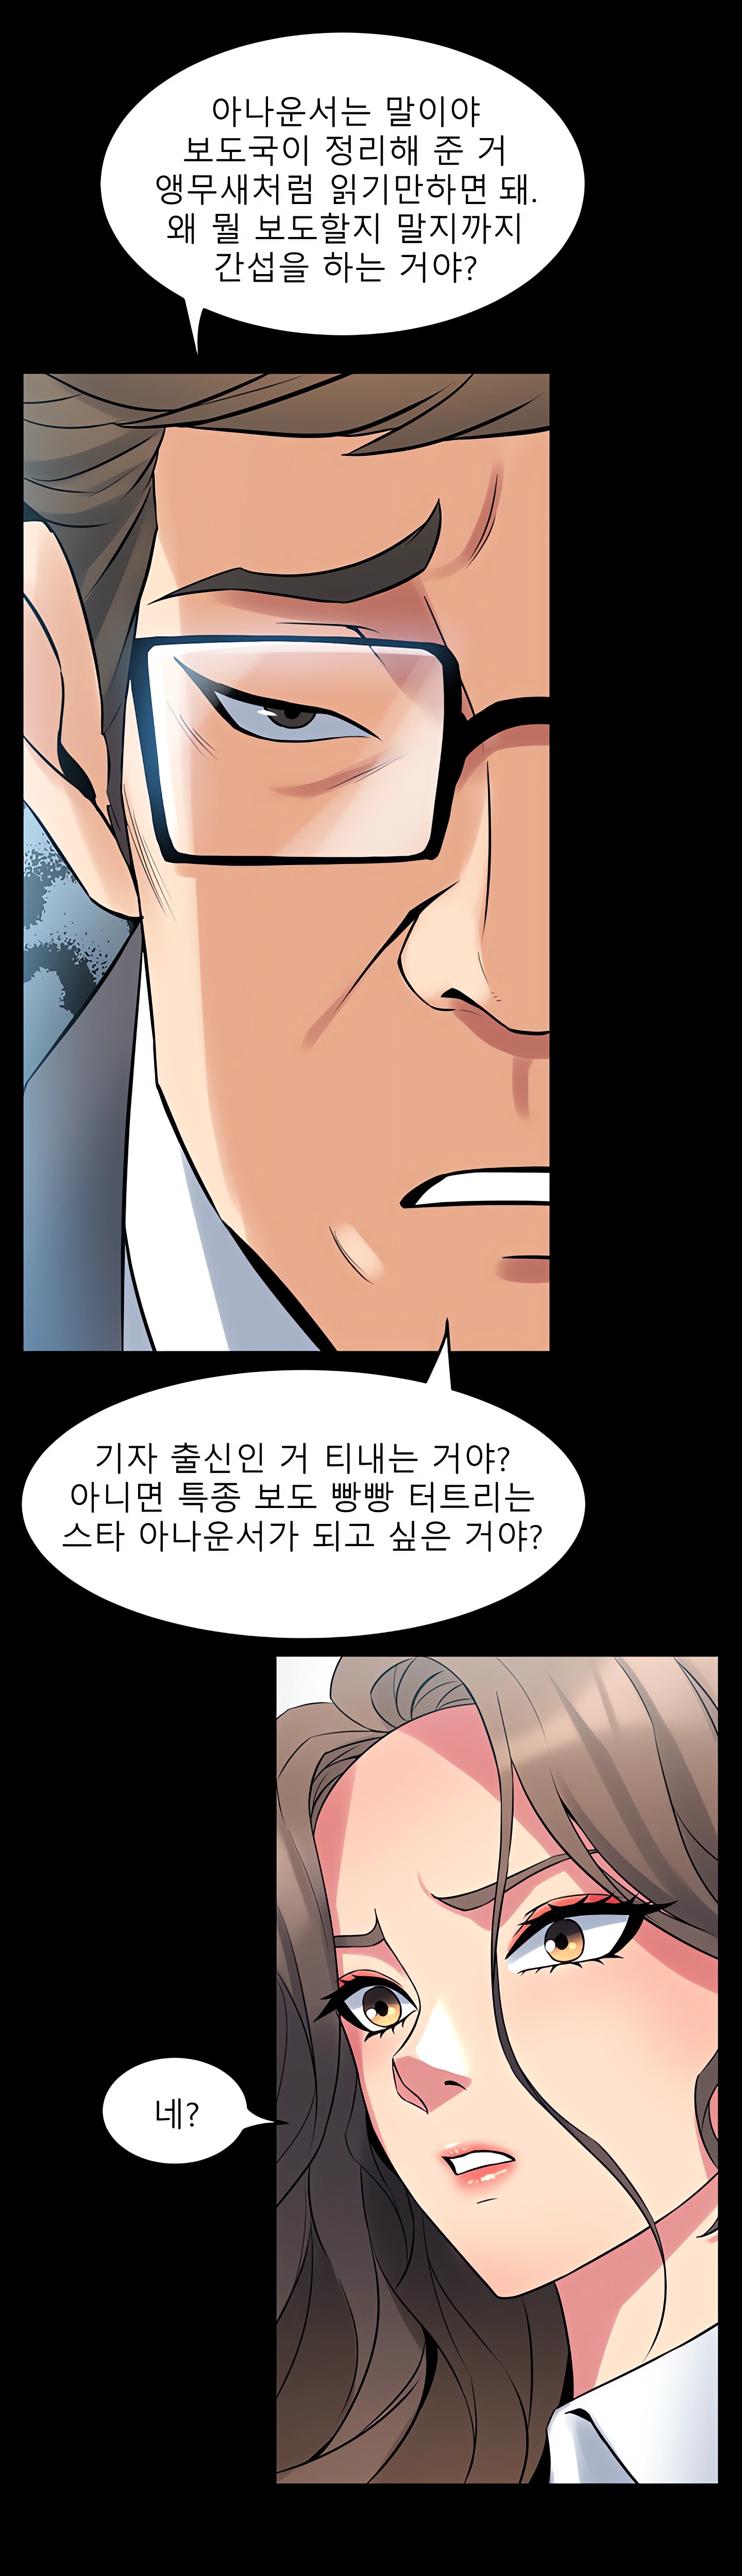 아나운서는 말이야
보도국이 정리해 준 거
앵무새처럼 읽기만하면 돼.
왜 뭘 보도할지 말지까지
간섭을 하는 거야?
기자 출신인 거 티내는 거야?
아니면 특종 보도 빵빵 터트리는
스타 아나운서가 되고 싶은 거야?
네?